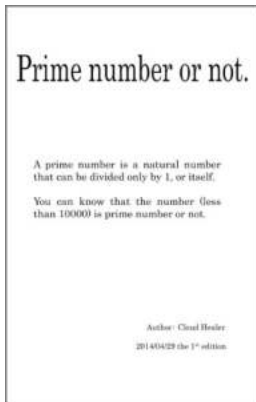 Prime number or not.
A prime number is a natural number
that can be divided only by 1, or itself.
You can know that the number (less
than 10000) is prime number or not.
Author: Cloud Healer
2014/04/29 the 1st edition